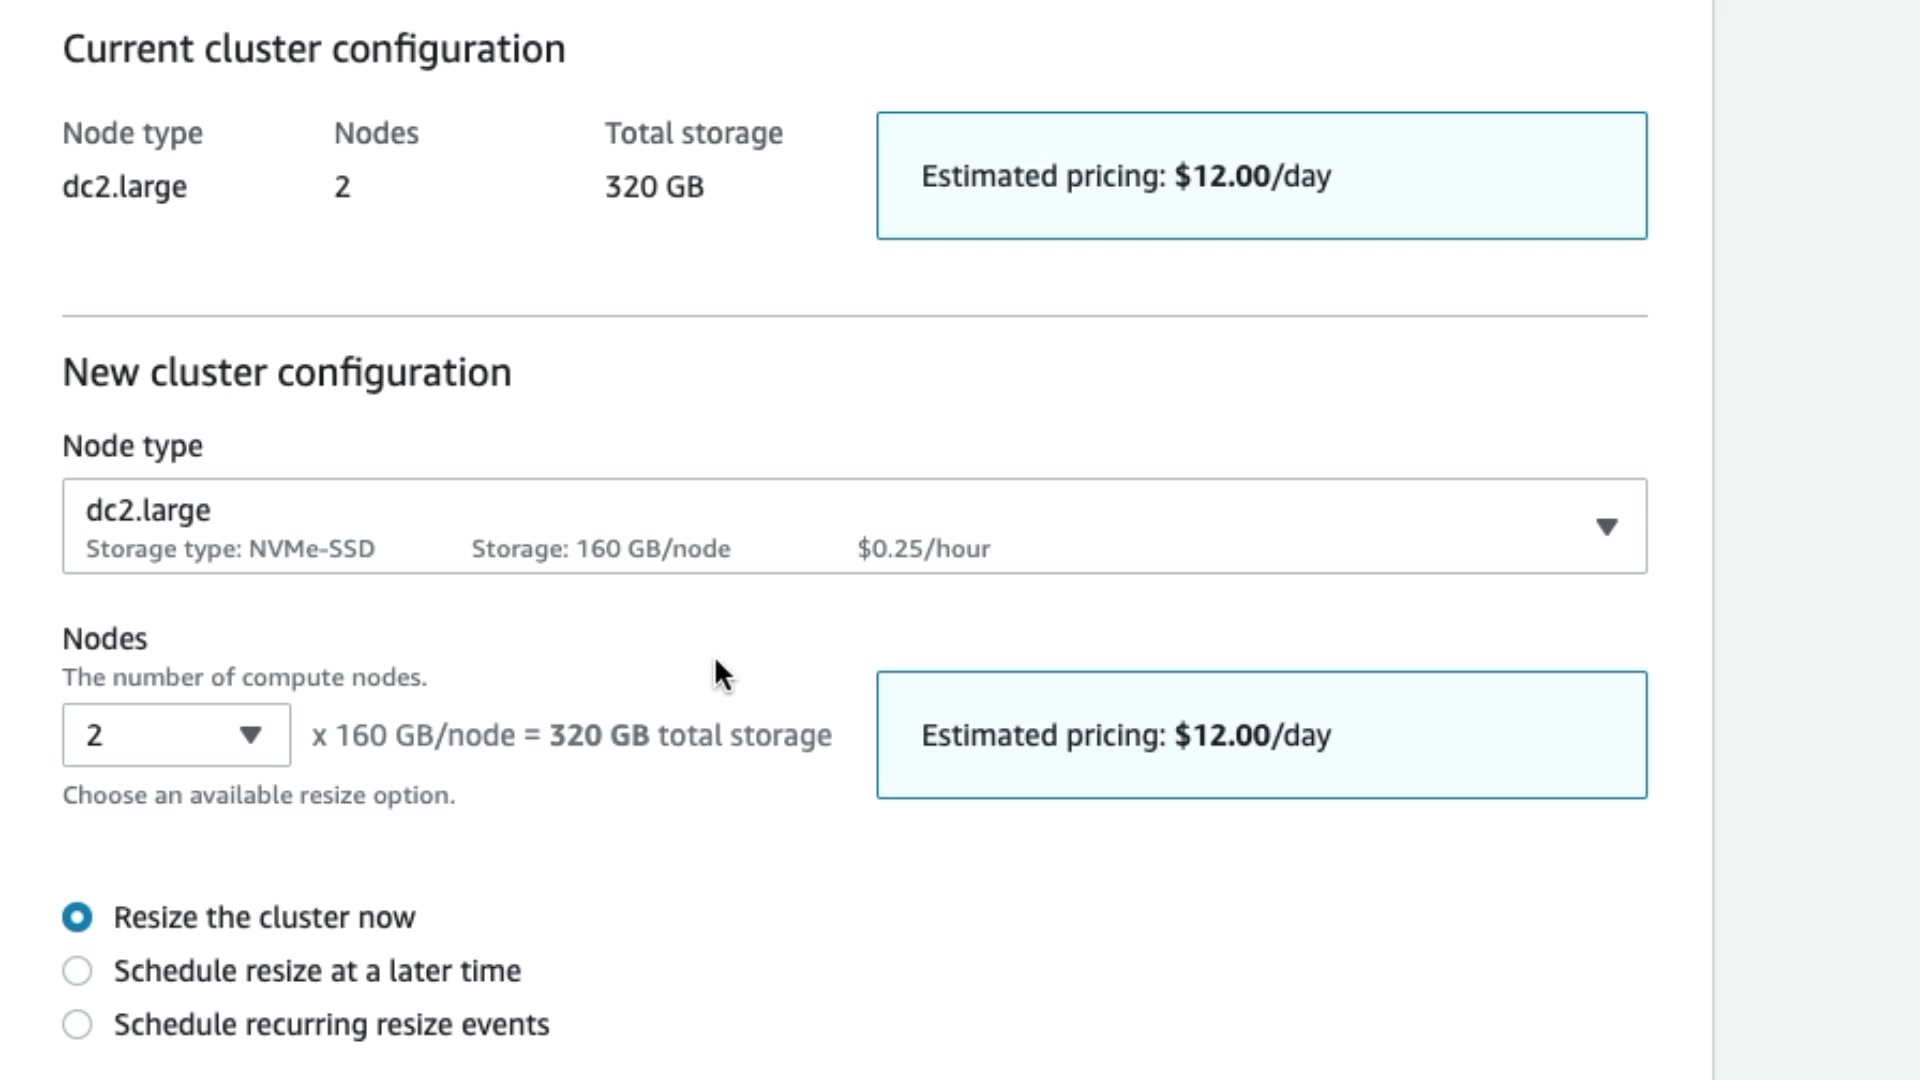 Current cluster configuration
Node type Nodes Total storage
dc2.large 2 320 GB
Estimated pricing: $12.00/day
New cluster configuration
Node type
dc2.large
Storage type: NVMe-SSD Storage: 160 GB/node $0.25/hour
Nodes
The number of compute nodes.
2 x 160 GB/node = 320 GB total storage
Estimated pricing: $12.00/day
Choose an available resize option.
Resize the cluster now
Schedule resize at a later time
Schedule recurring resize events